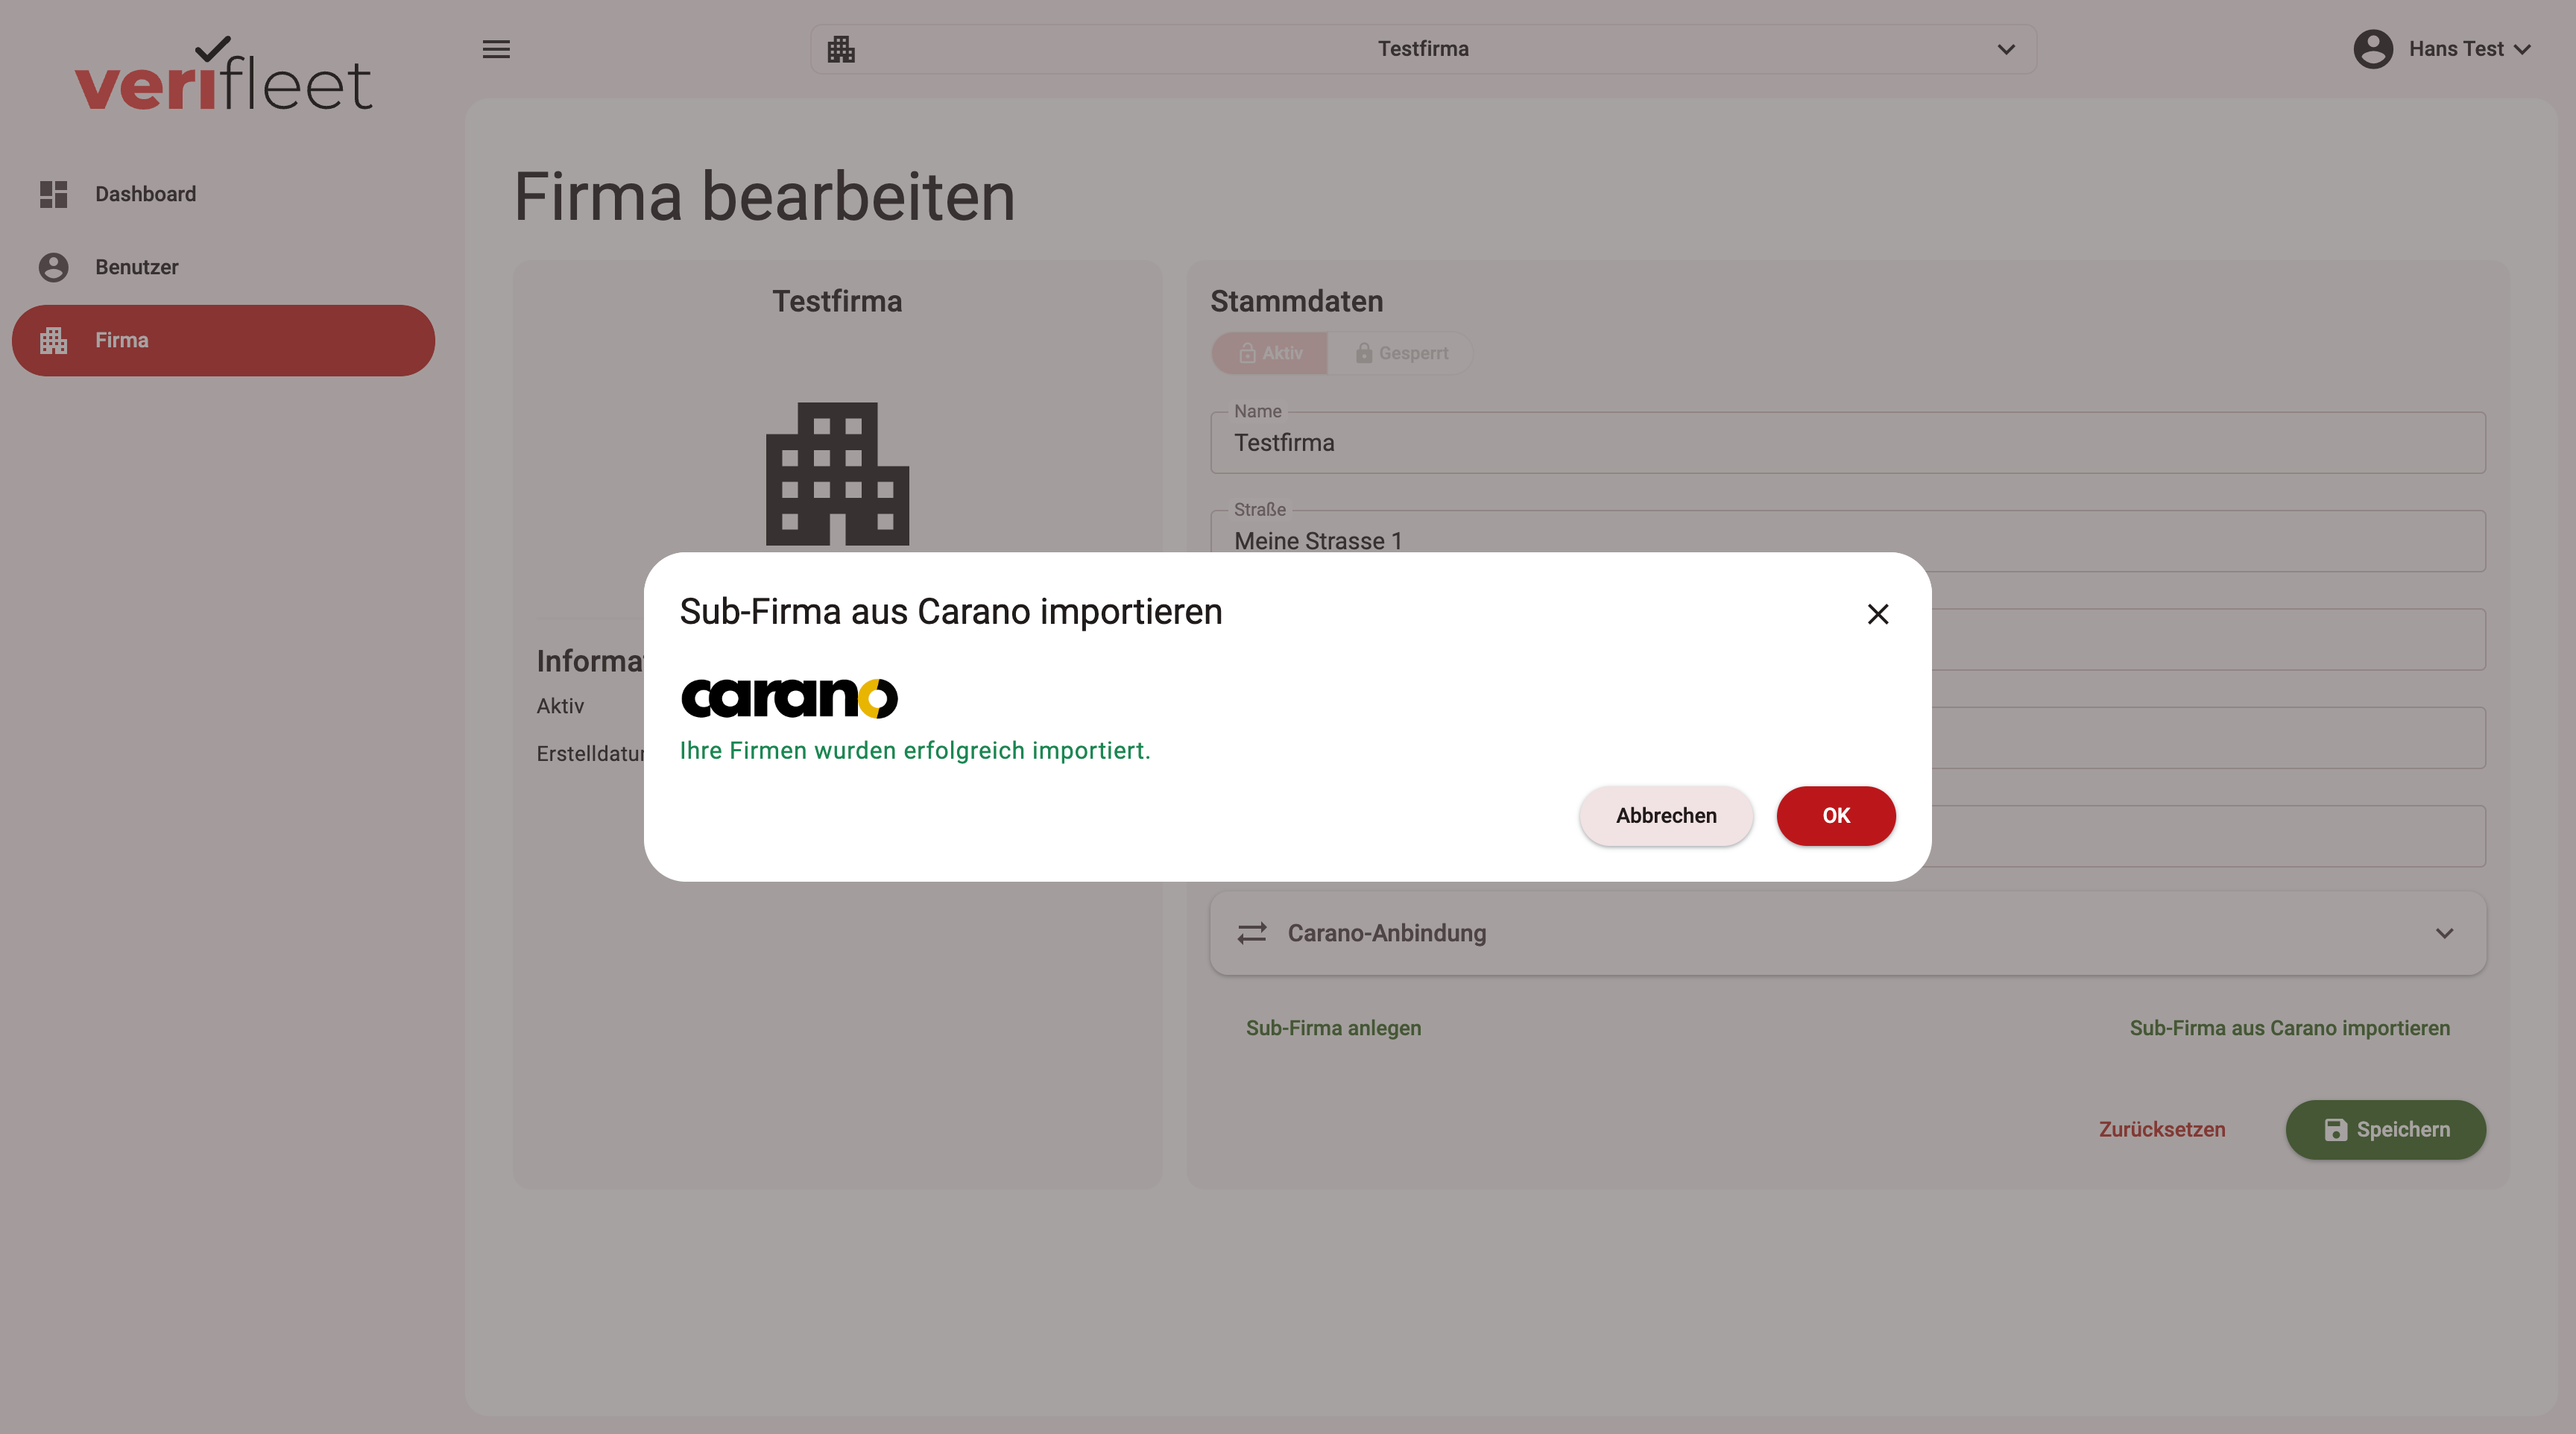 verifleet
Testfirma
Hans Test
Dashboard
Benutzer
Firma
Firma bearbeiten
Testfirma
Stammdaten
Aktiv
Gesperrt
Name
Testfirma
Straße
Meine Strasse 1
Aktiv
Sub-Firma aus Carano importieren
carano
Ihre Firmen wurden erfolgreich importiert.
Abbrechen
OK
Carano-Anbindung
Sub-Firma anlegen
Sub-Firma aus Carano importieren
Zurücksetzen
Speichern